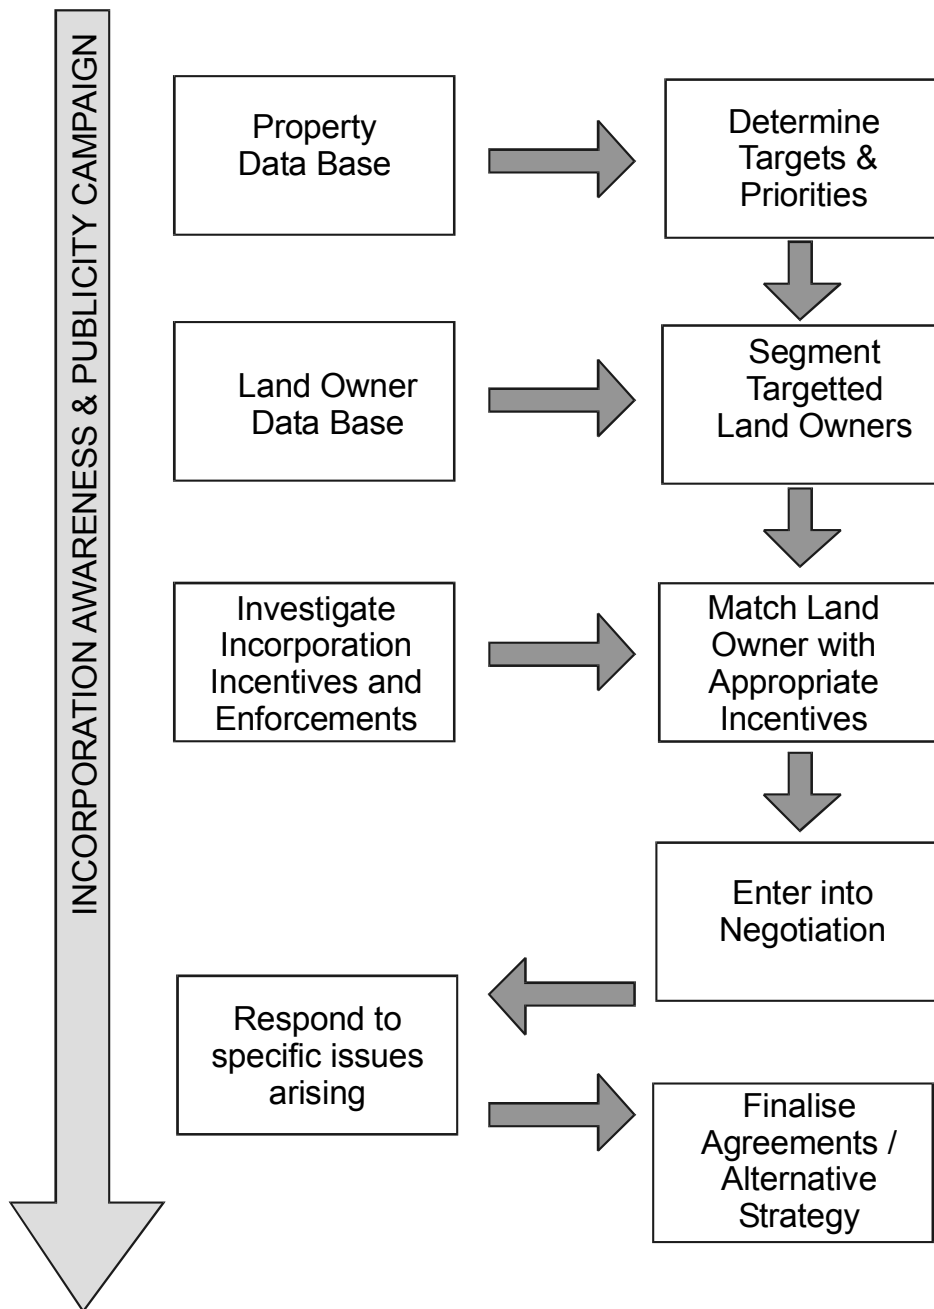 INCORPORATION AWARENESS & PUBLICITY CAMPAIGN
Property
Data Base
Determine
Targets &
Priorities
Land Owner
Data Base
Segment
Targetted
Land Owners
Investigate
Incorporation
Incentives and
Enforcements
Match Land
Owner with
Appropriate
Incentives
Enter into
Negotiation
Respond to
specific issues
arising
Finalise
Agreements /
Alternative
Strategy